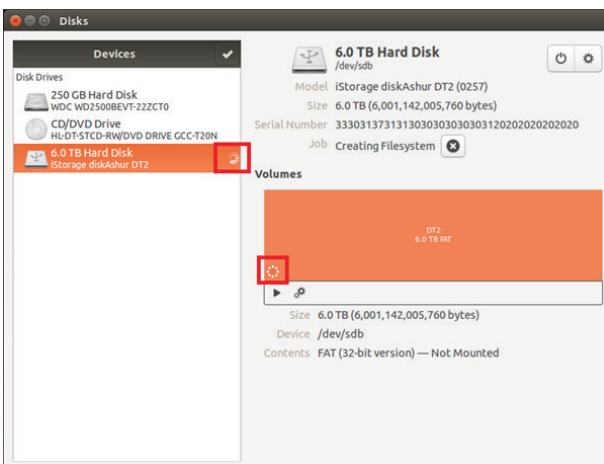 Disks
Devices
Disk Drives
250 GB Hard Disk
WDC WD2500BEVT-22ZCT0
CD/DVD Drive
HL-DT-STCD-RW/DVD DRIVE GCC-T20N
6.0 TB Hard Disk
iStorage diskAshur DT2
6.0 TB Hard Disk
/dev/sdb
Model iStorage diskAshur DT2 (0257)
Size 6.0 TB (6,001,142,005,760 bytes)
Serial Number 33303137313130303030303031202020202020
Job Creating Filesystem
Volumes
DT2
6.0 TB FAT
Size 6.0 TB (6,001,142,005,760 bytes)
Device /dev/sdb
Contents FAT (32-bit version) — Not Mounted